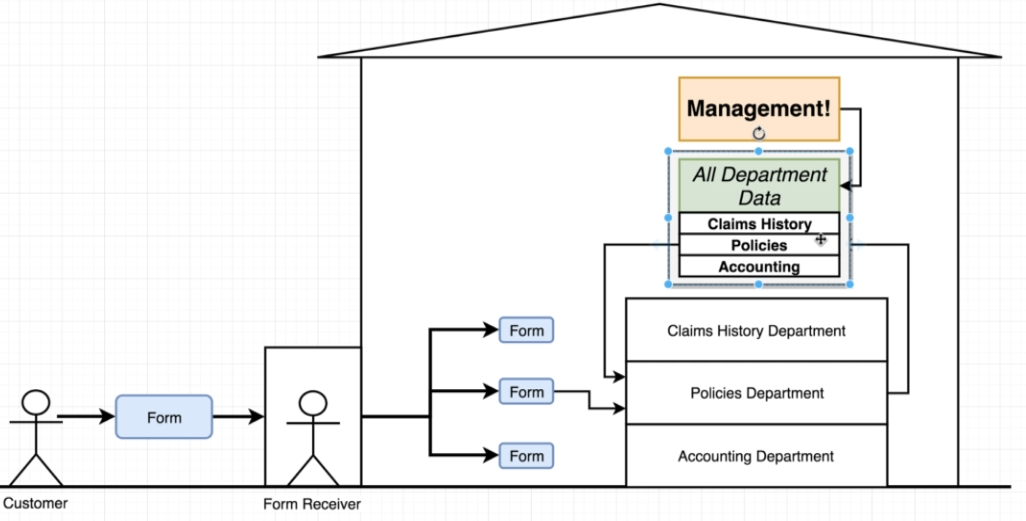 Management!
All Department
Data
Claims History
Policies
Accounting
Form
Claims History Department
Form
Policies Department
Form
Form
Accounting Department
Customer
Form Receiver